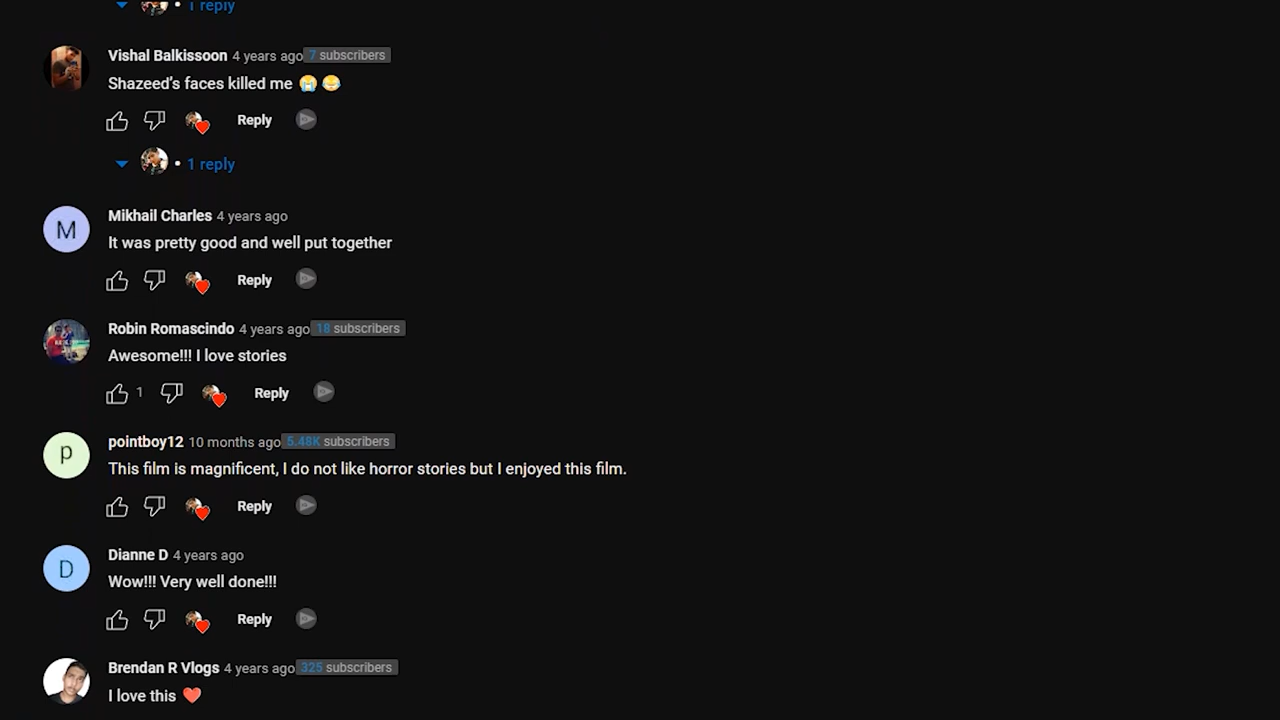 1 reply
Vishal Balkissoon 4 years ago 7 subscribers
Shazeed's faces killed me 😭 😂
Reply
1 reply
M
Mikhail Charles 4 years ago
It was pretty good and well put together
Reply
Robin Romascindo 4 years ago 18 subscribers
Awesome!!! I love stories
1 Reply
p
pointboy12 10 months ago 5.48K subscribers
This film is magnificent, I do not like horror stories but I enjoyed this film.
Reply
D
Dianne D 4 years ago
Wow!!! Very well done!!!
Reply
Brendan R Vlogs 4 years ago 325 subscribers
I love this ❤️